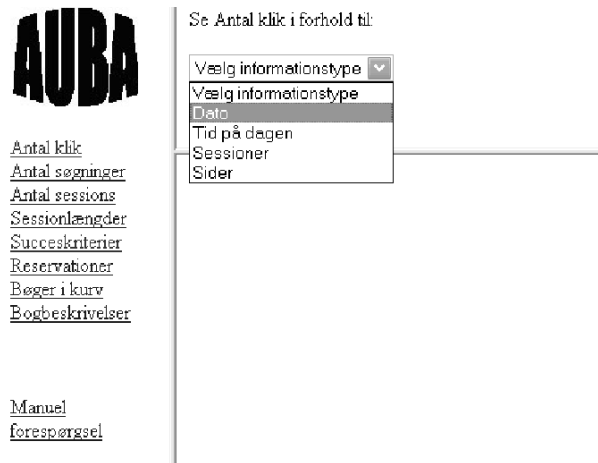 AUBA
Antal klik
Antal søgninger
Antal sessions
Sessionlængder
Succeskriterier
Reservationer
Bøger i kurv
Bogbeskrivelser
Manuel
forespørgsel
Se Antal klik i forhold til:
Vælg informationstype
Vælg informationstype
Dato
Tid på dagen
Sessioner
Sider